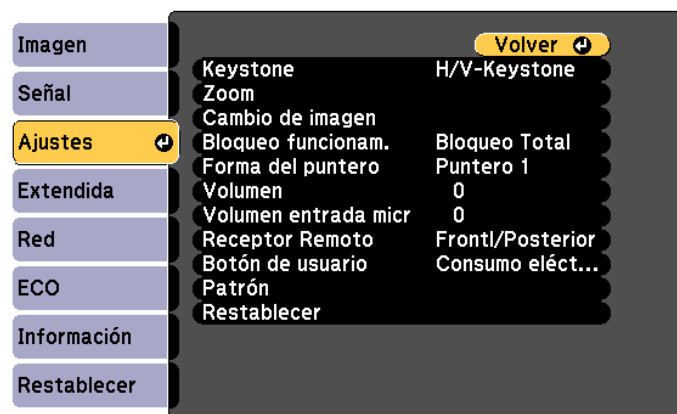 Imagen
Señal
Ajustes
Extendida
Red
ECO
Información
Restablecer
Volver
Keystone H/V-Keystone
Zoom
Cambio de imagen
Bloqueo funcionam. Bloqueo Total
Forma del puntero Puntero 1
Volumen 0
Volumen entrada micr 0
Receptor Remoto Frontl/Posterior
Botón de usuario Consumo eléct...
Patrón
Restablecer